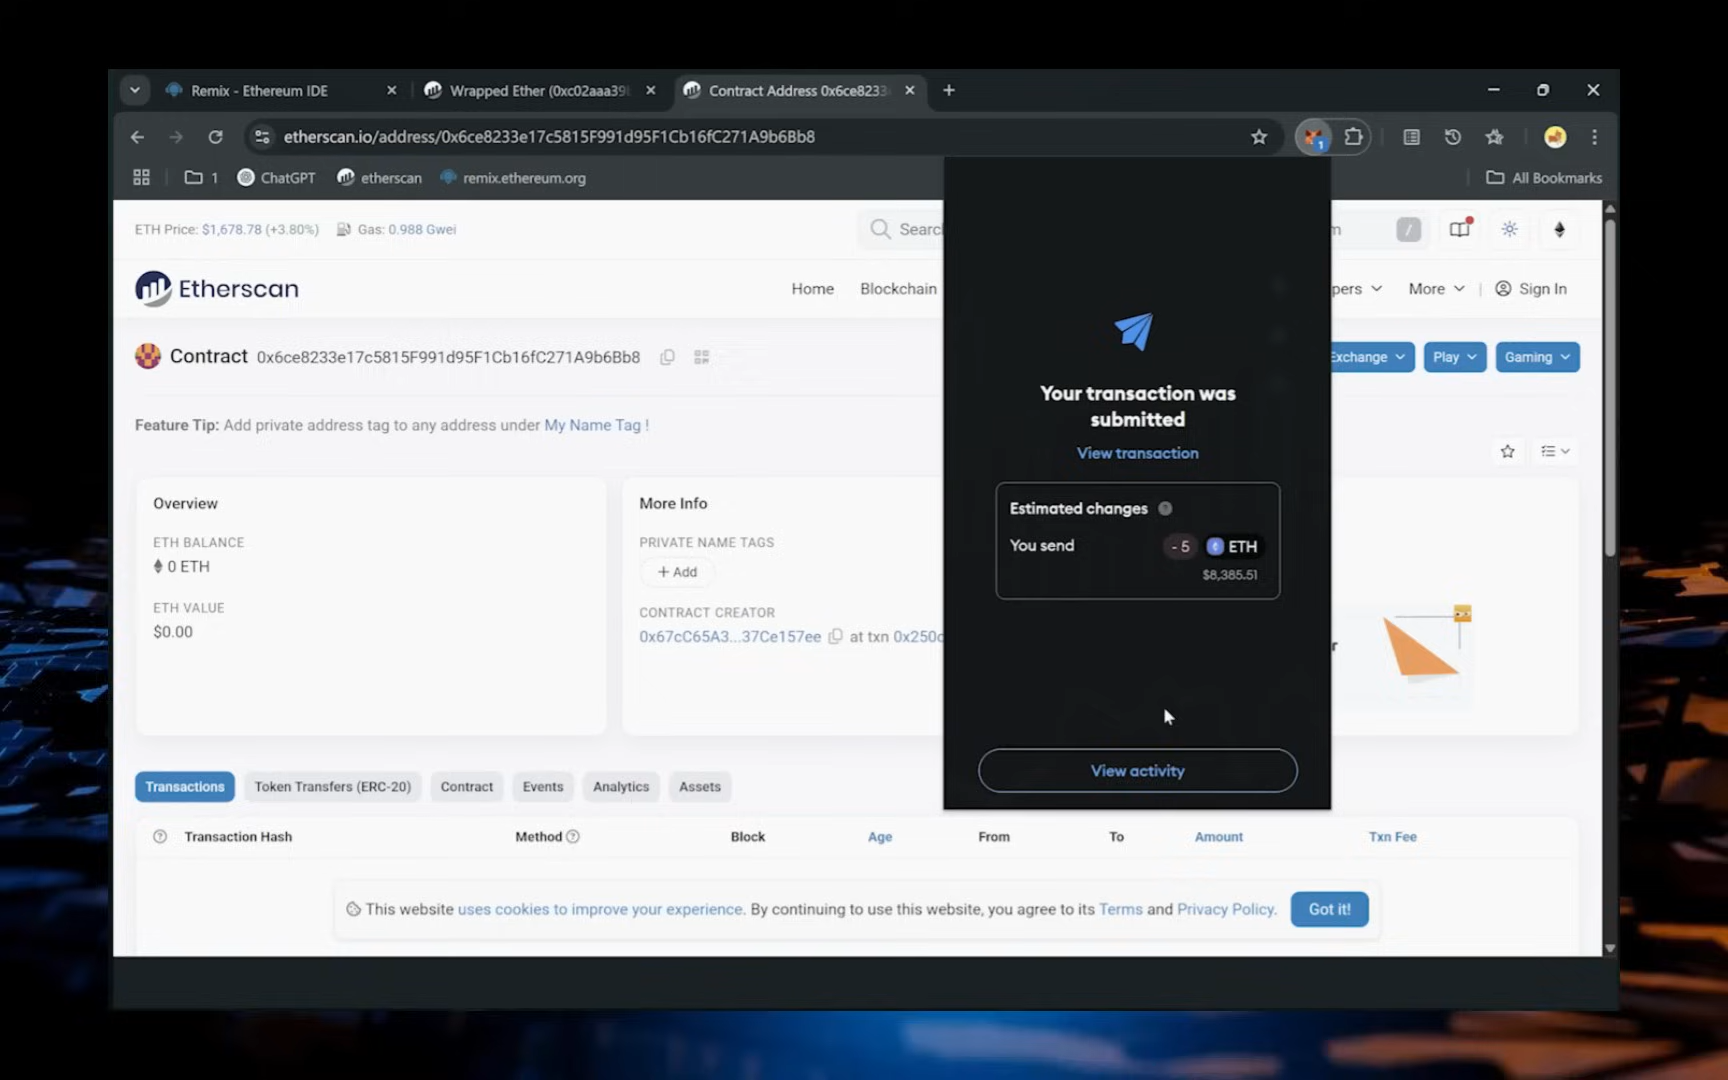 Remix - Ethereum IDE
Wrapped Ether (0xc02aaa39
Contract Address 0x6ce8233
etherscan.io/address/0x6ce8233e17c5815F991d95F1Cb16fC271A9b6Bb8
1
1
ChatGPT
etherscan
remix.ethereum.org
All Bookmarks
ETH Price: $1,678.78 (+3.80%)
Gas: 0.988 Gwei
Searc
m
/
Etherscan
Home
Blockchain
pers
More
Sign In
Contract 0x6ce8233e17c5815F991d95F1Cb16fC271A9b6Bb8
Exchange
Play
Gaming
Feature Tip: Add private address tag to any address under My Name Tag !
Overview
ETH BALANCE
0 ETH
ETH VALUE
$0.00
More Info
PRIVATE NAME TAGS
+ Add
CONTRACT CREATOR
0x67cC65A3...37Ce157ee at txn 0x250c
r
Your transaction was
submitted
View transaction
Estimated changes
You send
- 5
ETH
$8,385.51
View activity
Transactions
Token Transfers (ERC-20)
Contract
Events
Analytics
Assets
Transaction Hash
Method
Block
Age
From
To
Amount
Txn Fee
This website uses cookies to improve your experience. By continuing to use this website, you agree to its Terms and Privacy Policy.
Got it!